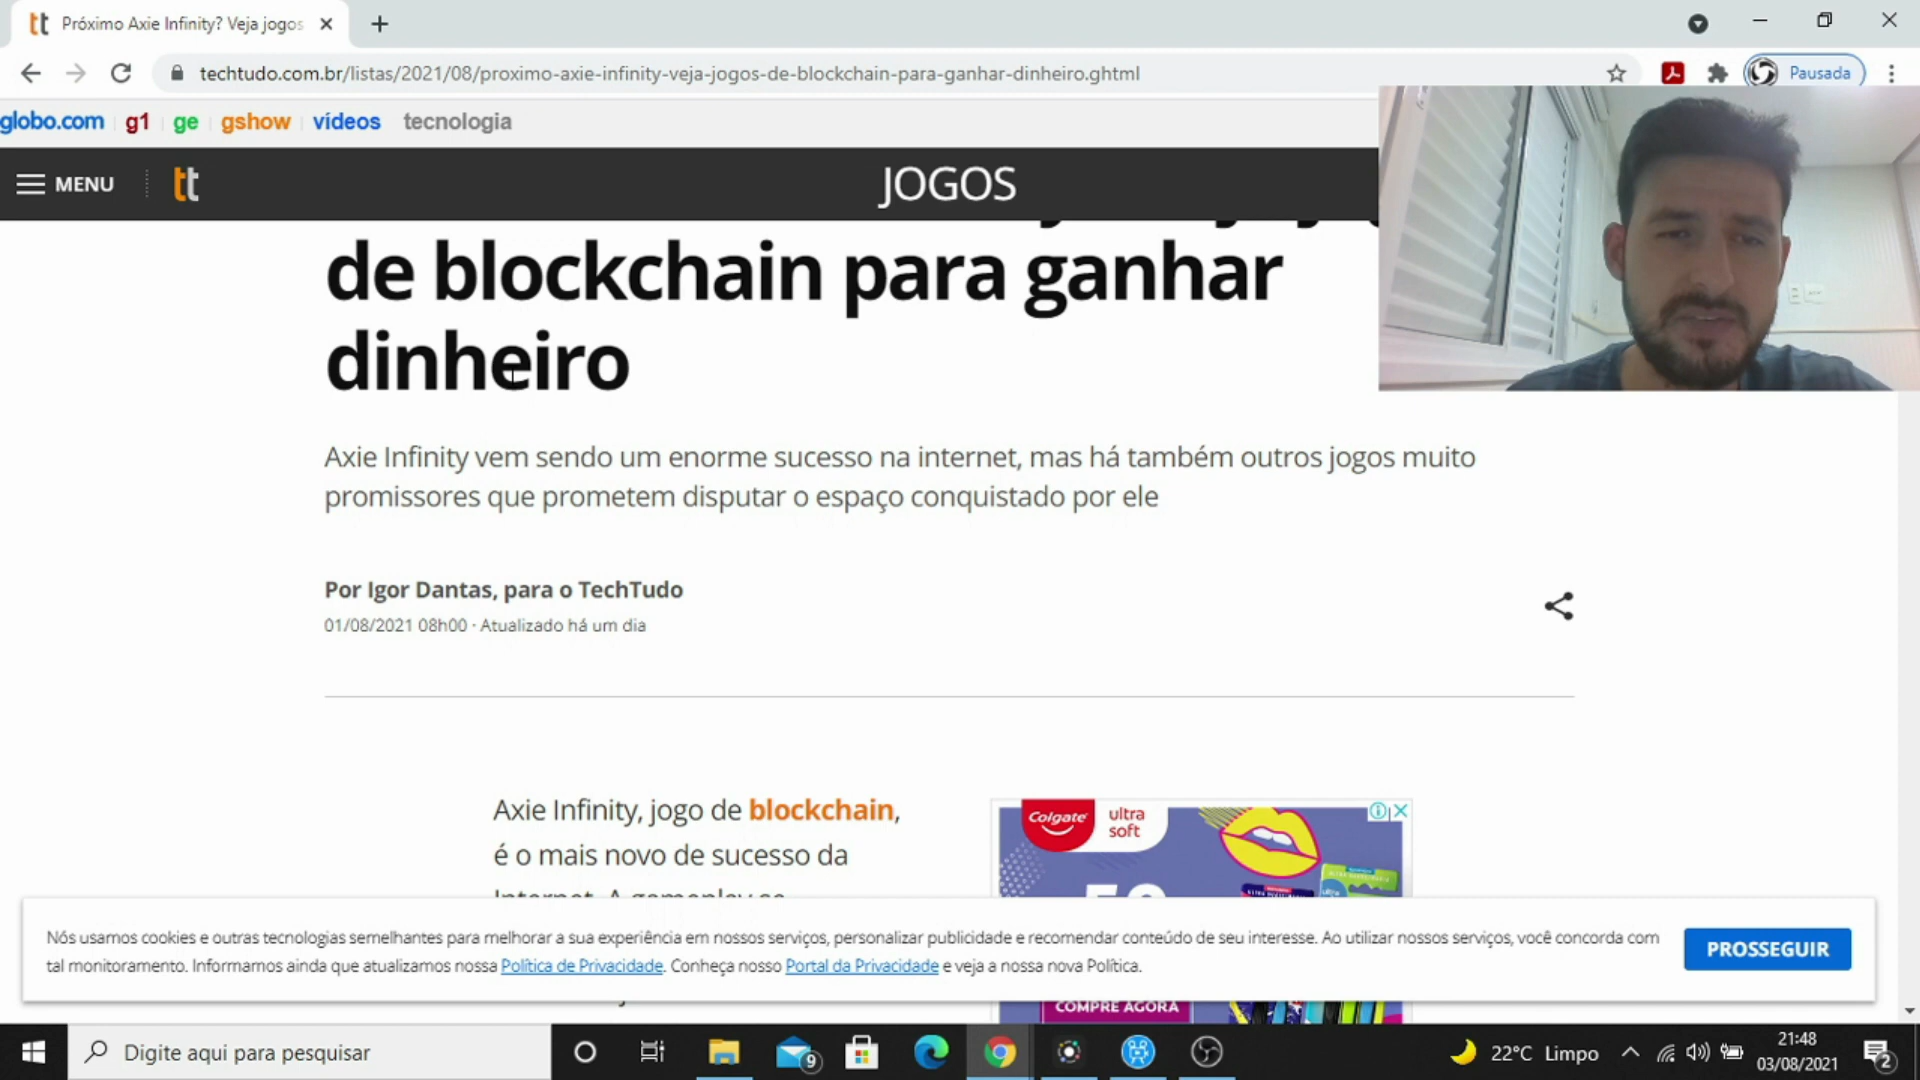 Próximo Axie Infinity? Veja jogos
techtudo.com.br/listas/2021/08/proximo-axie-infinity-veja-jogos-de-blockchain-para-ganhar-dinheiro.ghtml
Pausada
globo.com g1 ge gshow vídeos tecnologia
MENU tt JOGOS
de blockchain para ganhar
dinheiro
Axie Infinity vem sendo um enorme sucesso na internet, mas há também outros jogos muito
promissores que prometem disputar o espaço conquistado por ele
Por Igor Dantas, para o TechTudo
01/08/2021 08h00 · Atualizado há um dia
Axie Infinity, jogo de blockchain,
é o mais novo de sucesso da
Internet. A gameplay se
Colgate ultra
soft
COMPRE AGORA
Nós usamos cookies e outras tecnologias semelhantes para melhorar a sua experiência em nossos serviços, personalizar publicidade e recomendar conteúdo de seu interesse. Ao utilizar nossos serviços, você concorda com
tal monitoramento. Informamos ainda que atualizamos nossa Política de Privacidade. Conheça nosso Portal da Privacidade e veja a nossa nova Política.
PROSSEGUIR
Digite aqui para pesquisar
9
22°C Limpo
21:48
03/08/2021
2